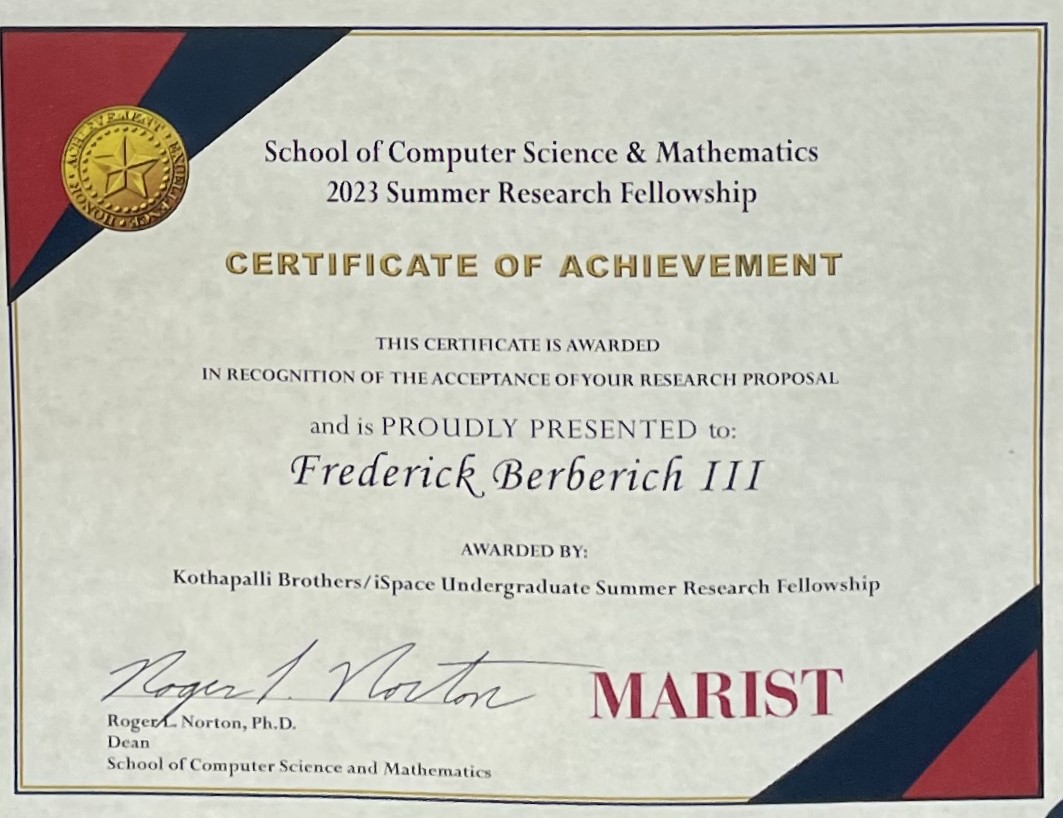 ACHIEVEMENT • EXCELLENCE • HONOR •
School of Computer Science & Mathematics
2023 Summer Research Fellowship
CERTIFICATE OF ACHIEVEMENT
THIS CERTIFICATE IS AWARDED
IN RECOGNITION OF THE ACCEPTANCE OF YOUR RESEARCH PROPOSAL
and is PROUDLY PRESENTED to:
Frederick Berberich III
AWARDED BY:
Kothapalli Brothers/iSpace Undergraduate Summer Research Fellowship
Roger L. Norton
Roger L. Norton, Ph.D.
Dean
School of Computer Science and Mathematics
MARIST